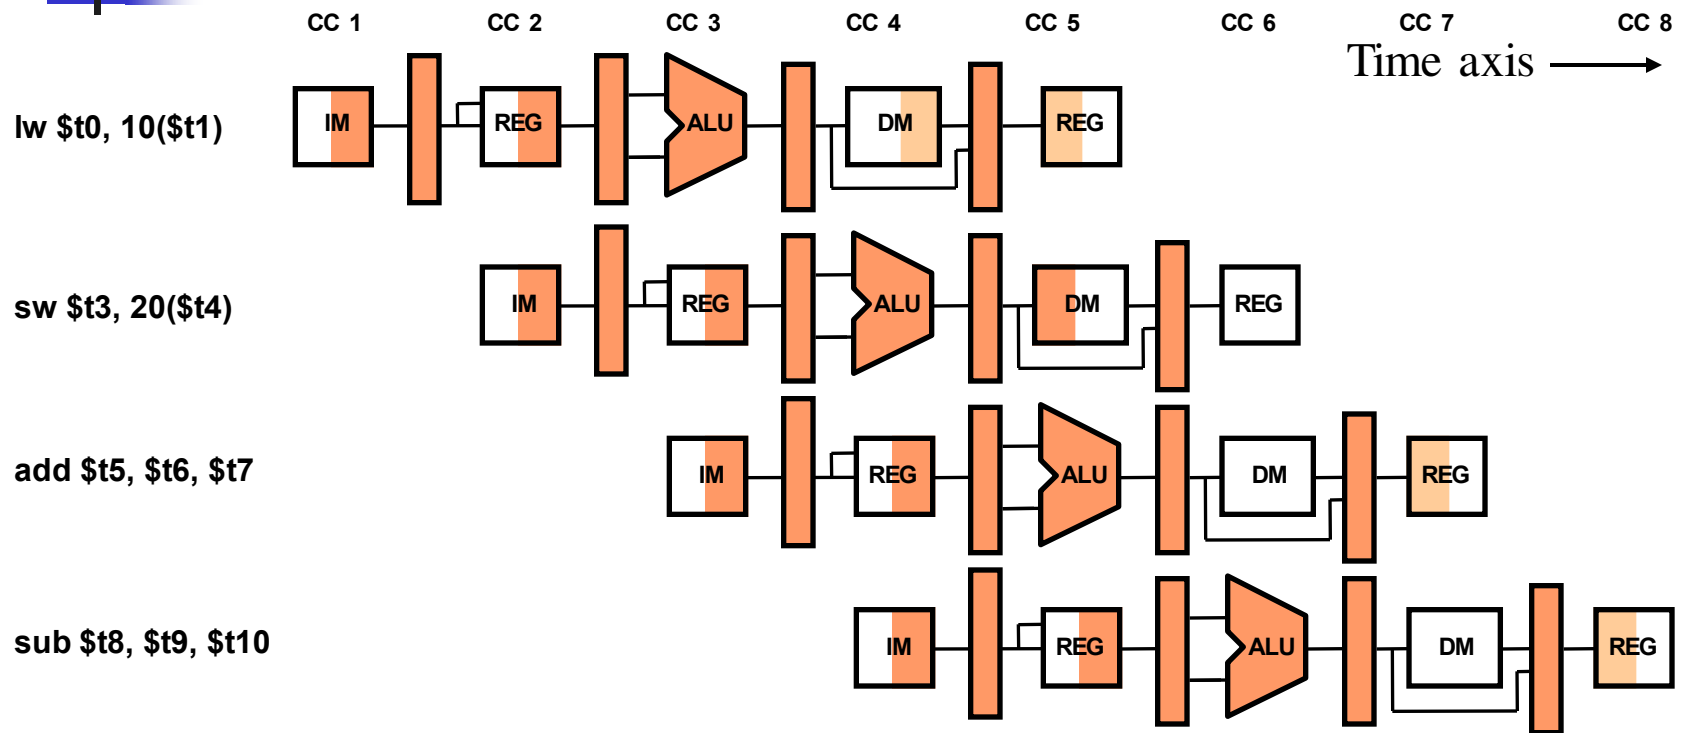 CC 1 CC 2 CC 3 CC 4 CC 5 CC 6 CC 7 CC 8
Time axis
lw $t0, 10($t1) IM REG ALU DM REG
sw $t3, 20($t4) IM REG ALU DM REG
add $t5, $t6, $t7 IM REG ALU DM REG
sub $t8, $t9, $t10 IM REG ALU DM REG